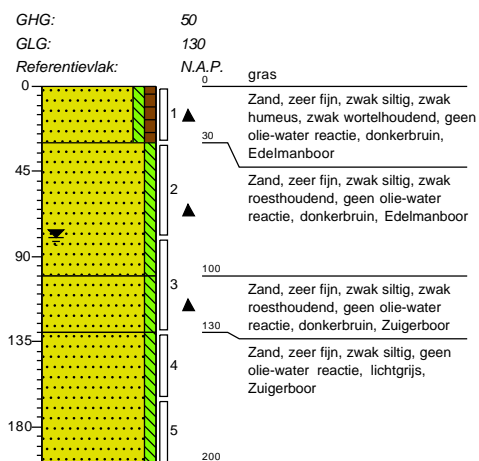 GHG: 50
GLG: 130
Referentievlak: N.A.P.
0
0
gras
Zand, zeer fijn, zwak siltig, zwak
humeus, zwak wortelhoudend, geen
olie-water reactie, donkerbruin,
Edelmanboor
1
30
45
Zand, zeer fijn, zwak siltig, zwak
roesthoudend, geen olie-water
reactie, donkerbruin, Edelmanboor
2
90
100
3
Zand, zeer fijn, zwak siltig, zwak
roesthoudend, geen olie-water
reactie, donkerbruin, Zuigerboor
130
135
4
Zand, zeer fijn, zwak siltig, geen
olie-water reactie, lichtgrijs,
Zuigerboor
180
5
200